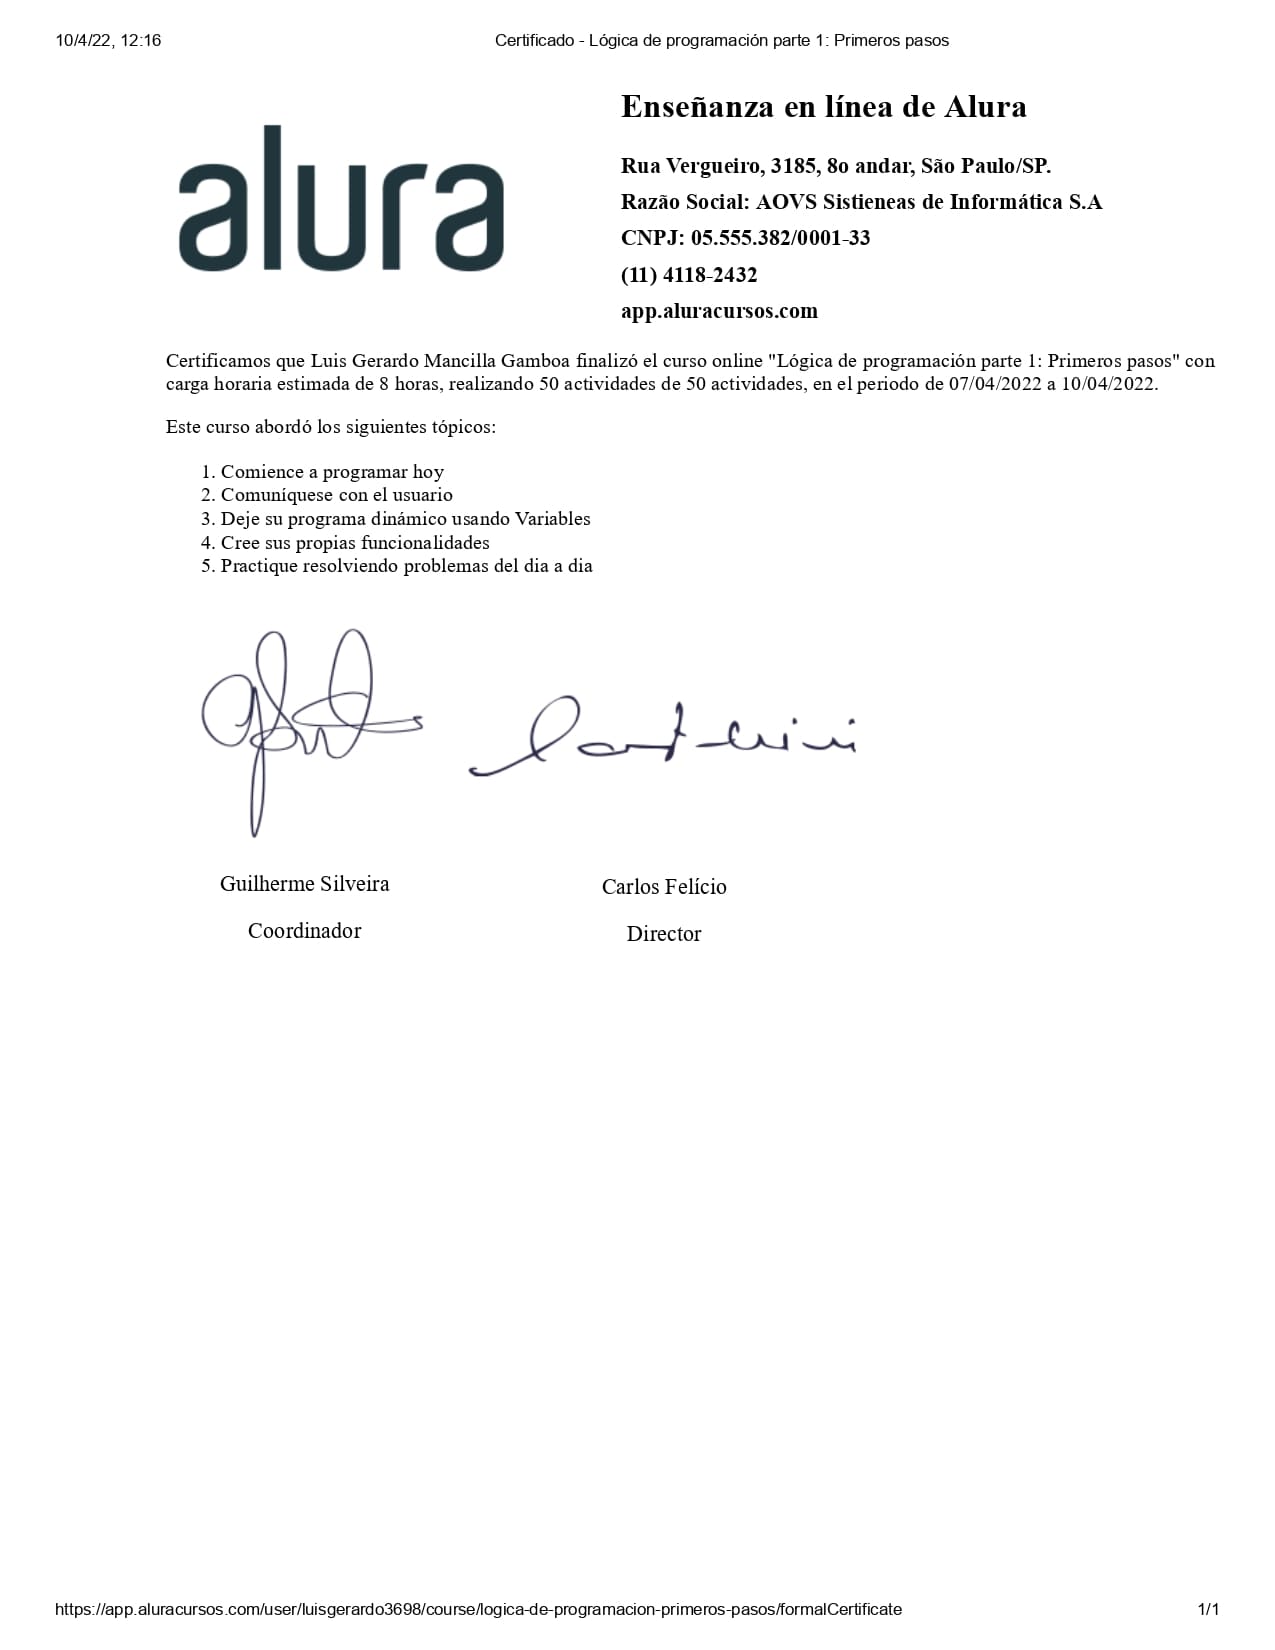 10/4/22, 12:16
Certificado - Lógica de programación parte 1: Primeros pasos
alura
Enseñanza en línea de Alura
Rua Vergueiro, 3185, 8o andar, São Paulo/SP.
Razão Social: AOVS Sistieneas de Informática S.A
CNPJ: 05.555.382/0001-33
(11) 4118-2432
app.aluracursos.com
Certificamos que Luis Gerardo Mancilla Gamboa finalizó el curso online "Lógica de programación parte 1: Primeros pasos" con
carga horaria estimada de 8 horas, realizando 50 actividades de 50 actividades, en el periodo de 07/04/2022 a 10/04/2022.
Este curso abordó los siguientes tópicos:
1. Comience a programar hoy
2. Comuníquese con el usuario
3. Deje su programa dinámico usando Variables
4. Cree sus propias funcionalidades
5. Practique resolviendo problemas del dia a dia
Guilherme Silveira
Coordinador
Carlos Felício
Director
https://app.aluracursos.com/user/luisgerardo3698/course/logica-de-programacion-primeros-pasos/formalCertificate
1/1